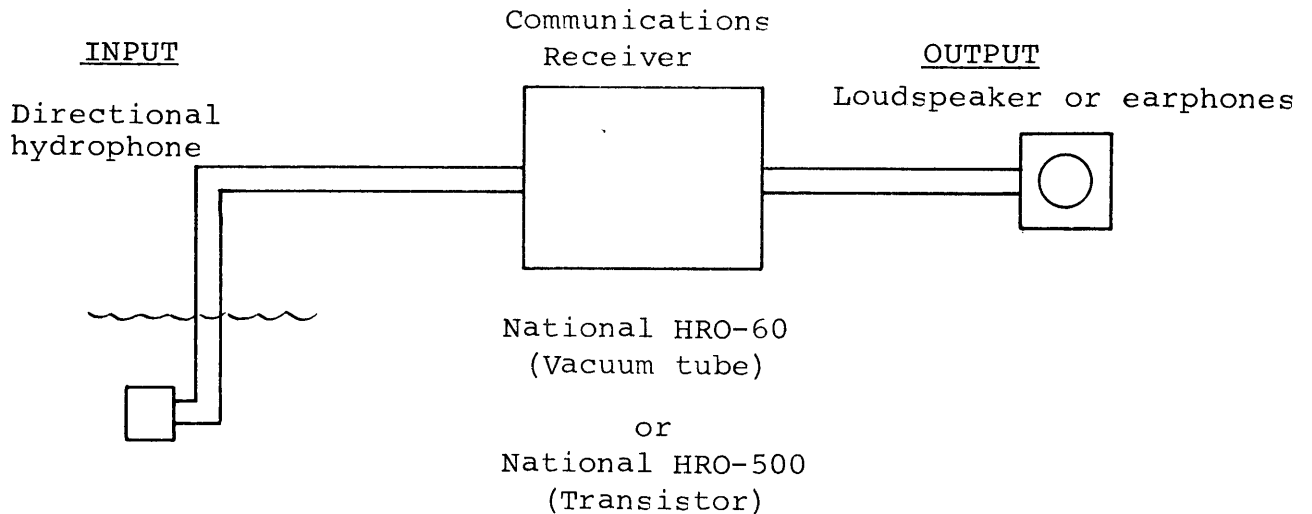 INPUT
Directional
hydrophone
Communications
Receiver
National HRO-60
(Vacuum tube)
or
National HRO-500
(Transistor)
OUTPUT
Loudspeaker or earphones